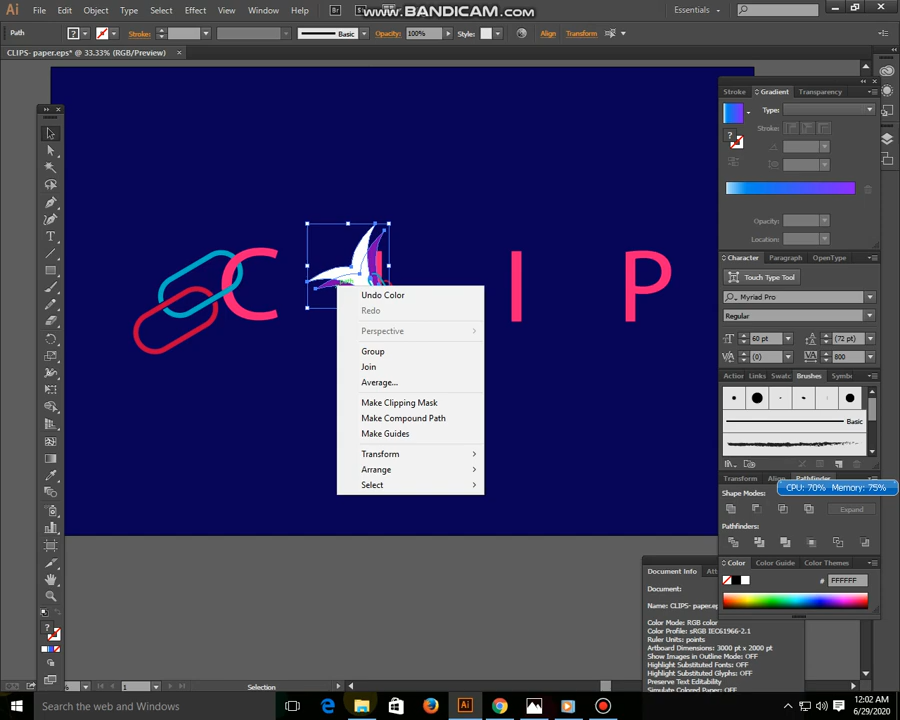 Ai
File
Edit
Object
Type
Select
Effect
View
Window
Help
Br
St
www.BANDICAM.com
Essentials
Path
Stroke:
Basic
Opacity:
100%
Style:
Align
Transform
CLIPS- paper.eps* @ 33.33% (RGB/Preview)
Stroke
Gradient
Transparency
Type:
Stroke:
Opacity:
Location:
Character
Paragraph
OpenType
Touch Type Tool
Myriad Pro
Regular
60 pt
(72 pt)
(0)
800
Actior
Links
Swatc
Brushes
Symbc
Basic
Transform
Align
Pathfinder
CPU: 70% Memory: 75%
Shape Modes:
Expand
Pathfinders:
Color
Color Guide
Color Themes
# FFFFFF
C I P
Undo Color
Redo
Perspective
Group
Join
Average...
Make Clipping Mask
Make Compound Path
Make Guides
Transform
Arrange
Select
Document Info
Att
Document:
Name: CLIPS- paper.eps
Color Mode: RGB color
Color Profile: sRGB IEC61966-2.1
Ruler Units: points
Artboard Dimensions: 3000 pt x 2000 pt
Show Images in Outline Mode: OFF
Highlight Substituted Fonts: OFF
Highlight Substituted Glyphs: OFF
Preserve Text Editability
Simulate Colored Paper: OFF
1
Selection
Search the web and Windows
12:02 AM
6/29/2020